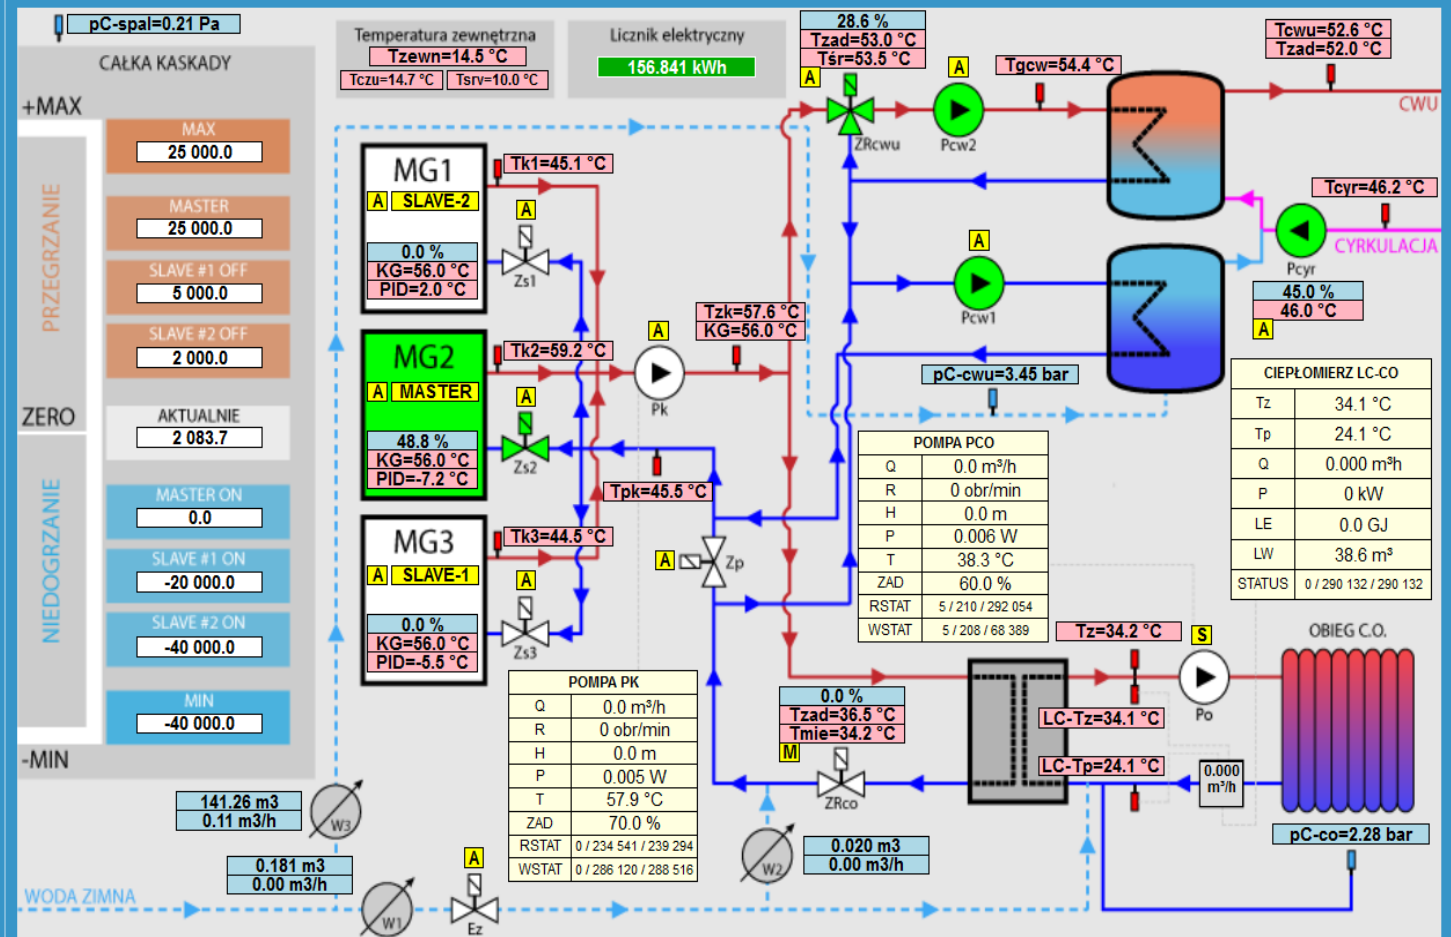 pC-spal=0.21 Pa
CAŁKA KASKADY
+MAX
PRZEGRZANIE
MAX
25 000.0
MASTER
25 000.0
SLAVE #1 OFF
5 000.0
SLAVE #2 OFF
2 000.0
ZERO
AKTUALNIE
2 083.7
NIEDOGRZANIE
MASTER ON
0.0
SLAVE #1 ON
-20 000.0
SLAVE #2 ON
-40 000.0
MIN
-40 000.0
-MIN
Temperatura zewnętrzna
Tzewn=14.5 °C
Tczu=14.7 °C
Tsrv=10.0 °C
Licznik elektryczny
156.841 kWh
28.6 %
Tzad=53.0 °C
Tśr=53.5 °C
A
ZRcwu
A
Pcw2
Tgcw=54.4 °C
Tcwu=52.6 °C
Tzad=52.0 °C
CWU
Tcyr=46.2 °C
CYRKULACJA
Pcyr
45.0 %
46.0 °C
A
A
Pcw1
pC-cwu=3.45 bar
MG1
A
SLAVE-2
0.0 %
KG=56.0 °C
PID=2.0 °C
Tk1=45.1 °C
A
Zs1
MG2
A
MASTER
48.8 %
KG=56.0 °C
PID=-7.2 °C
Tk2=59.2 °C
A
Zs2
MG3
A
SLAVE-1
0.0 %
KG=56.0 °C
PID=-5.5 °C
Tk3=44.5 °C
A
Zs3
A
Pk
Tzk=57.6 °C
KG=56.0 °C
Tpk=45.5 °C
A
Zp
POMPA PCO
Q 0.0 m³/h
R 0 obr/min
H 0.0 m
P 0.006 W
T 38.3 °C
ZAD 60.0 %
RSTAT 5 / 210 / 292 054
WSTAT 5 / 208 / 68 389
CIEPŁOMIERZ LC-CO
Tz 34.1 °C
Tp 24.1 °C
Q 0.000 m³h
P 0 kW
LE 0.0 GJ
LW 38.6 m³
STATUS 0 / 290 132 / 290 132
POMPA PK
Q 0.0 m³/h
R 0 obr/min
H 0.0 m
P 0.005 W
T 57.9 °C
ZAD 70.0 %
RSTAT 0 / 234 541 / 239 294
WSTAT 0 / 286 120 / 288 516
0.0 %
Tzad=36.5 °C
Tmie=34.2 °C
M
ZRco
Tz=34.2 °C
S
Po
LC-Tz=34.1 °C
LC-Tp=24.1 °C
0.000
m³/h
OBIEG C.O.
pC-co=2.28 bar
141.26 m3
0.11 m3/h
W3
0.181 m3
0.00 m3/h
W1
WODA ZIMNA
A
Ez
W2
0.020 m3
0.00 m3/h